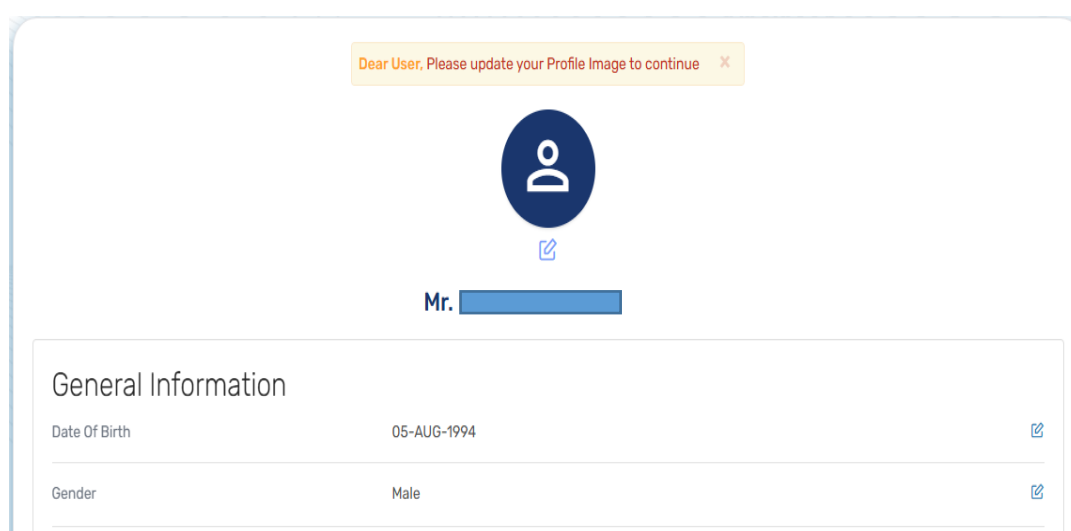 Dear User, Please update your Profile Image to continue X
Mr.
General Information
Date Of Birth 05-AUG-1994
Gender Male